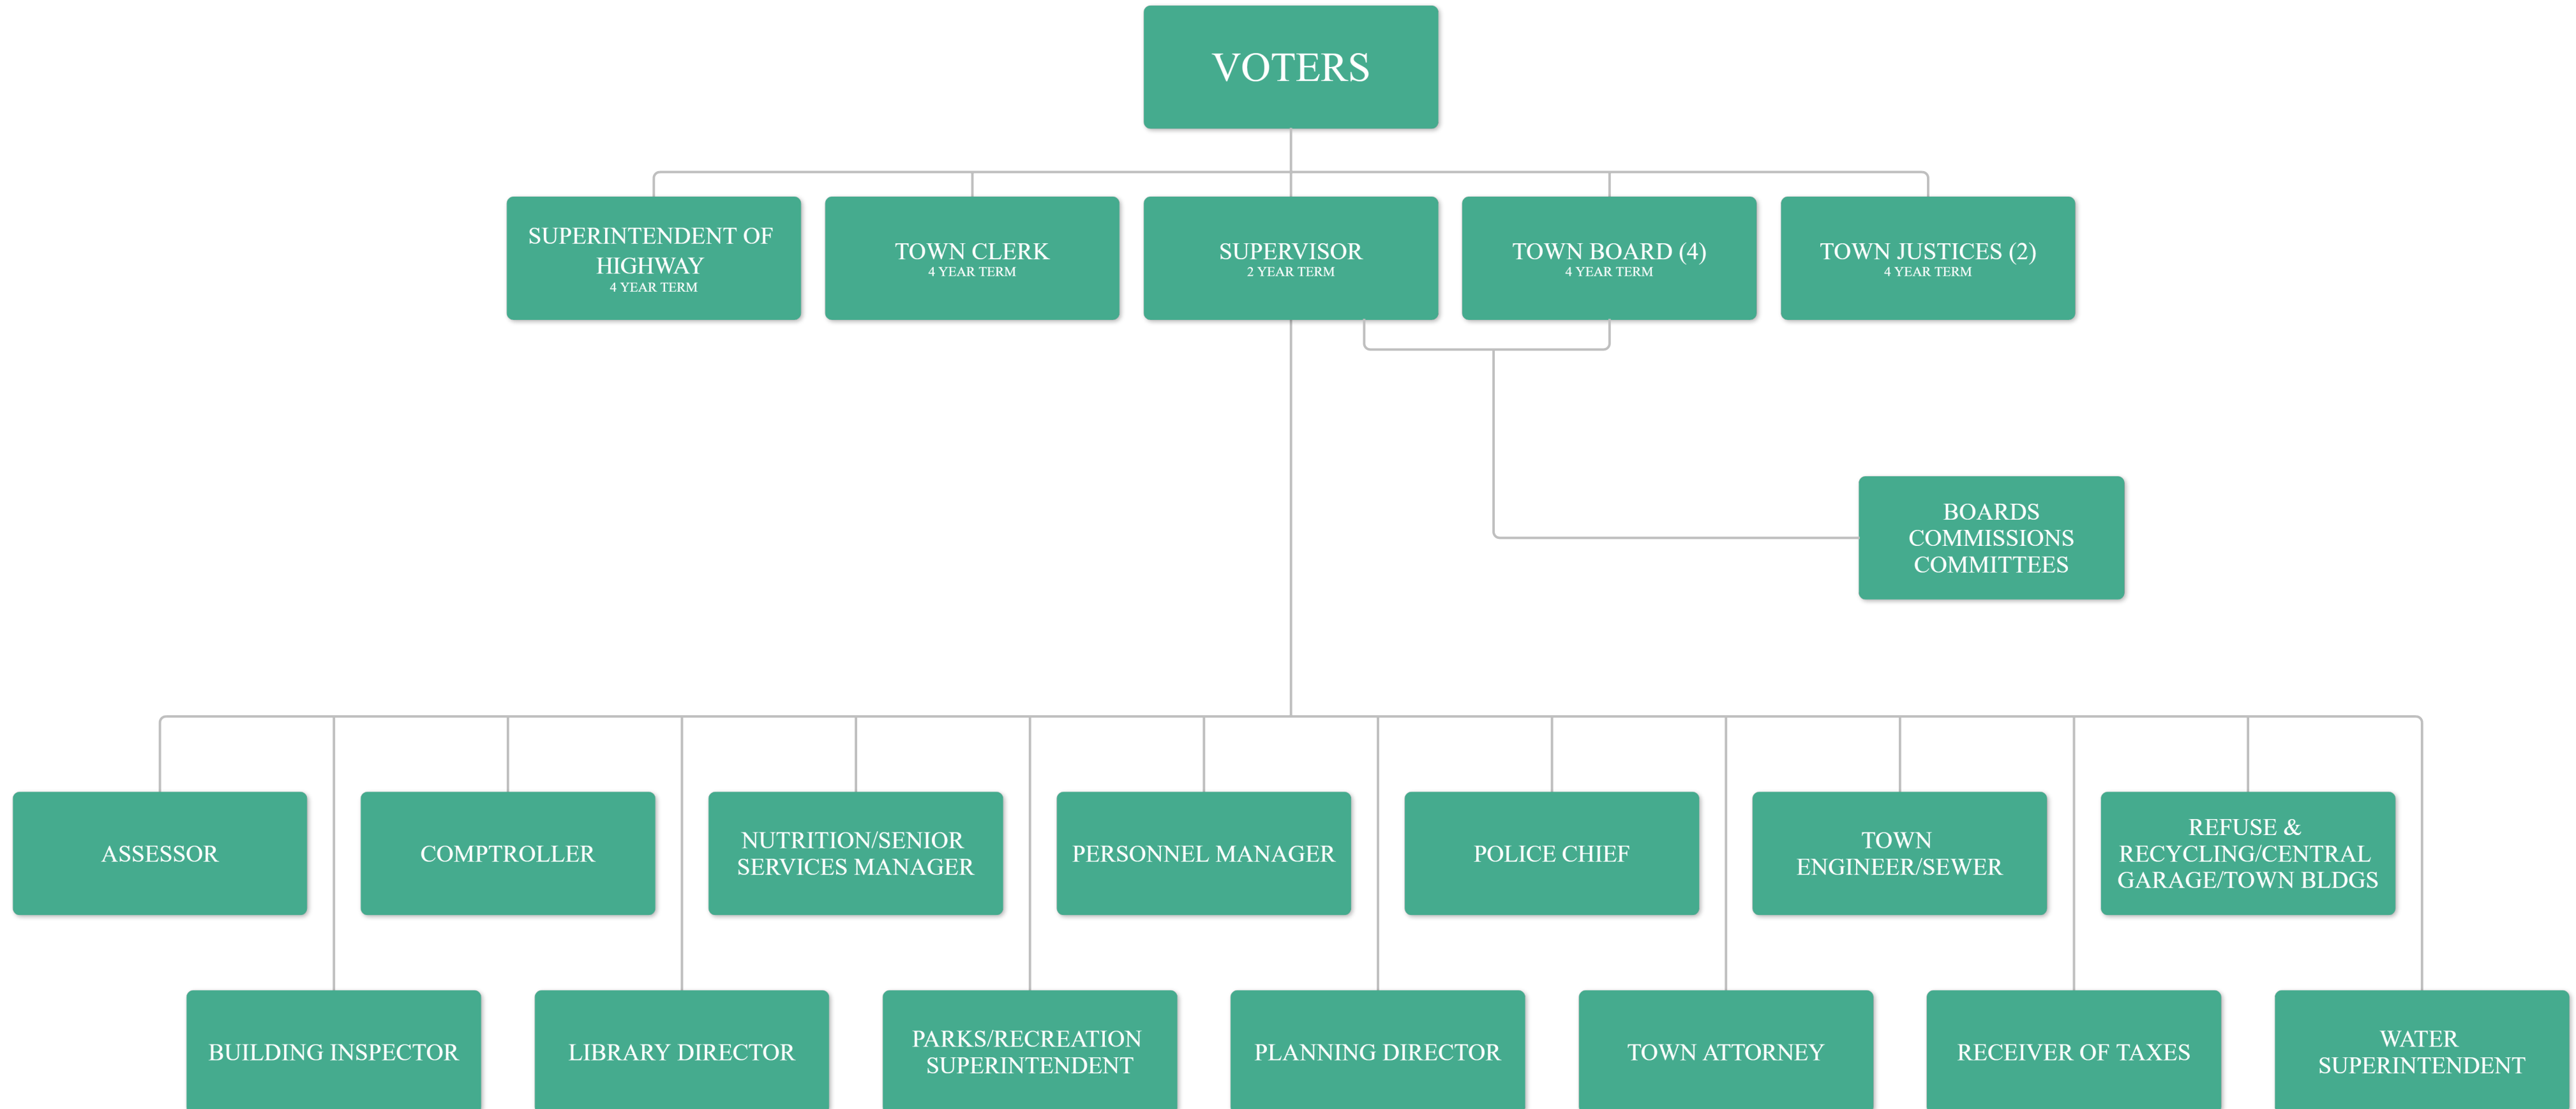 VOTERS
SUPERINTENDENT OF
HIGHWAY
4 YEAR TERM
TOWN CLERK
4 YEAR TERM
SUPERVISOR
2 YEAR TERM
TOWN BOARD (4)
4 YEAR TERM
TOWN JUSTICES (2)
4 YEAR TERM
BOARDS
COMMISSIONS
COMMITTEES
ASSESSOR
COMPTROLLER
NUTRITION/SENIOR
SERVICES MANAGER
PERSONNEL MANAGER
POLICE CHIEF
TOWN
ENGINEER/SEWER
REFUSE &
RECYCLING/CENTRAL
GARAGE/TOWN BLDGS
BUILDING INSPECTOR
LIBRARY DIRECTOR
PARKS/RECREATION
SUPERINTENDENT
PLANNING DIRECTOR
TOWN ATTORNEY
RECEIVER OF TAXES
WATER
SUPERINTENDENT